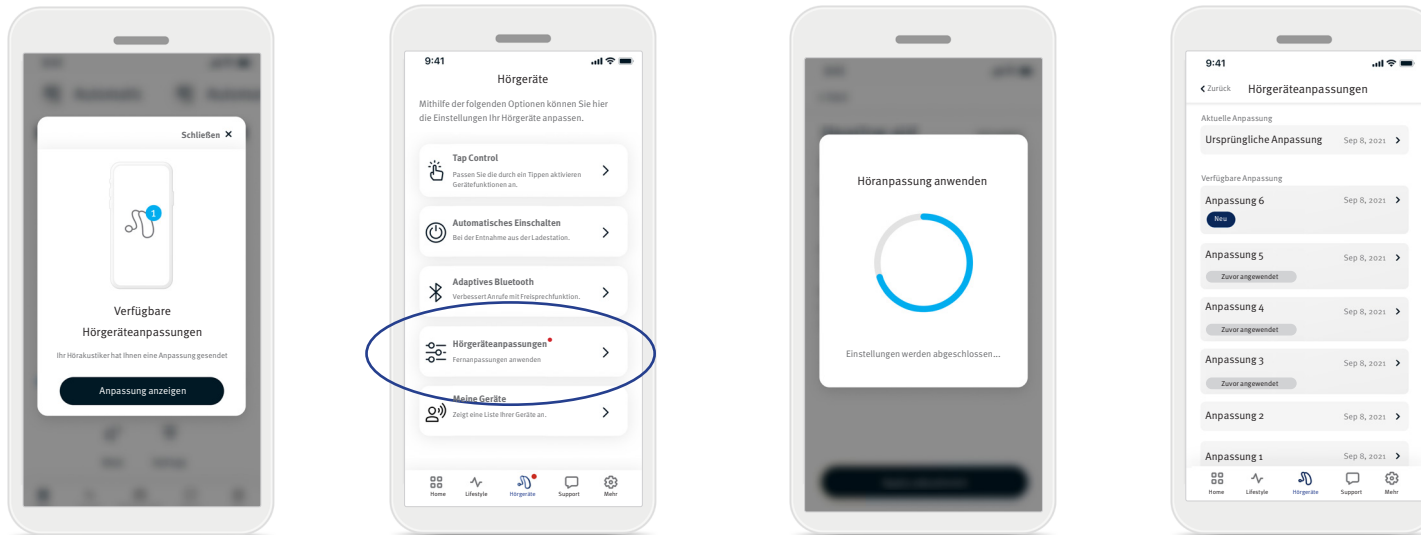 Schließen ×
1
Verfügbare
Hörgeräteanpassungen
Ihr Hörakustiker hat Ihnen eine Anpassung gesendet
Anpassung anzeigen
9:41
Hörgeräte
Mithilfe der folgenden Optionen können Sie hier
die Einstellungen Ihr Hörgeräte anpassen.
Tap Control
Passen Sie die durch ein Tippen aktivieren
Gerätefunktionen an.
Automatisches Einschalten
Bei der Entnahme aus der Ladestation.
Adaptives Bluetooth
Verbessert Anrufe mit Freisprechfunktion.
Hörgeräteanpassungen
Fernanpassungen anwenden
Meine Geräte
Zeigt eine Liste Ihrer Geräte an.
Home Lifestyle Hörgeräte Support Mehr
Höranpassung anwenden
Einstellungen werden abgeschlossen...
9:41
Zurück Hörgeräteanpassungen
Aktuelle Anpassung
Ursprüngliche Anpassung Sep 8, 2021
Verfügbare Anpassung
Anpassung 6 Sep 8, 2021
Neu
Anpassung 5 Sep 8, 2021
Zuvor angewendet
Anpassung 4 Sep 8, 2021
Zuvor angewendet
Anpassung 3 Sep 8, 2021
Zuvor angewendet
Anpassung 2 Sep 8, 2021
Anpassung 1 Sep 8, 2021
Home Lifestyle Hörgeräte Support Mehr